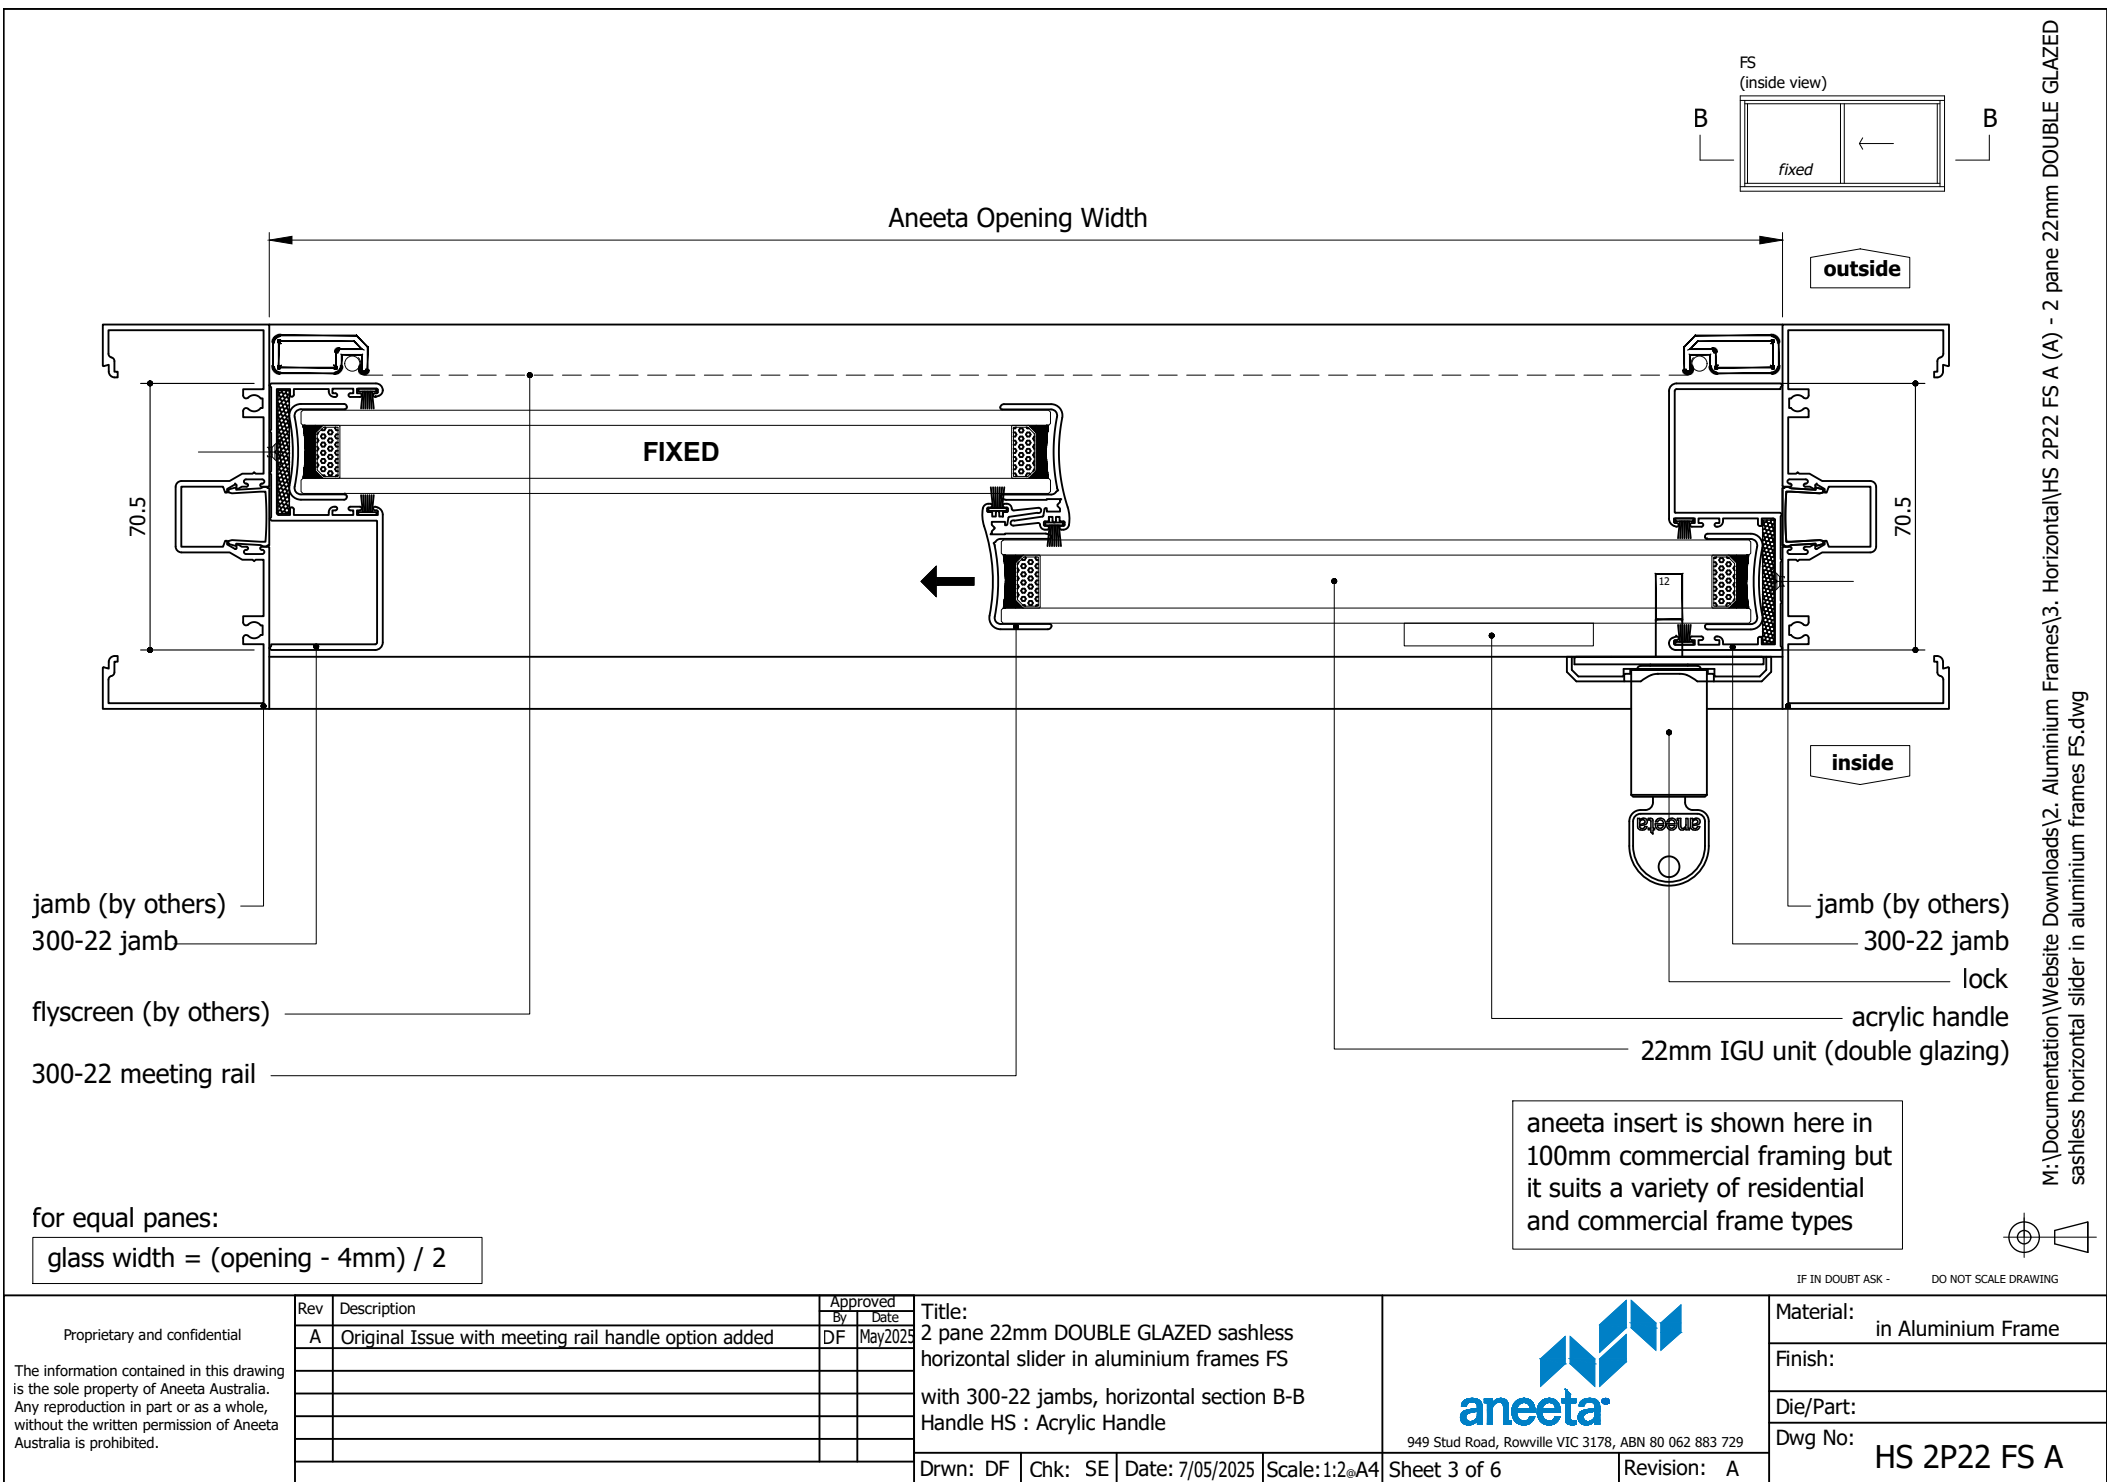 FS
(inside view)
B
B
fixed
Aneeta Opening Width
outside
FIXED
70.5
70.5
12
inside
aneeta
jamb (by others)
300-22 jamb
flyscreen (by others)
300-22 meeting rail
jamb (by others)
300-22 jamb
lock
acrylic handle
22mm IGU unit (double glazing)
aneeta insert is shown here in
100mm commercial framing but
it suits a variety of residential
and commercial frame types
for equal panes:
glass width = (opening - 4mm) / 2
M:\Documentation\Website Downloads\2. Aluminium Frames\3. Horizontal\HS 2P22 FS A (A) - 2 pane 22mm DOUBLE GLAZED
sashless horizontal slider in aluminium frames FS.dwg
IF IN DOUBT ASK - DO NOT SCALE DRAWING
Proprietary and confidential
The information contained in this drawing
is the sole property of Aneeta Australia.
Any reproduction in part or as a whole,
without the written permission of Aneeta
Australia is prohibited.
Rev Description Approved
By Date
A Original Issue with meeting rail handle option added DF May2025
Title:
2 pane 22mm DOUBLE GLAZED sashless
horizontal slider in aluminium frames FS
with 300-22 jambs, horizontal section B-B
Handle HS : Acrylic Handle
Drwn: DF Chk: SE Date: 7/05/2025 Scale:1:2@A4 Sheet 3 of 6 Revision: A
aneeta
949 Stud Road, Rowville VIC 3178, ABN 80 062 883 729
Material:
in Aluminium Frame
Finish:
Die/Part:
Dwg No:
HS 2P22 FS A